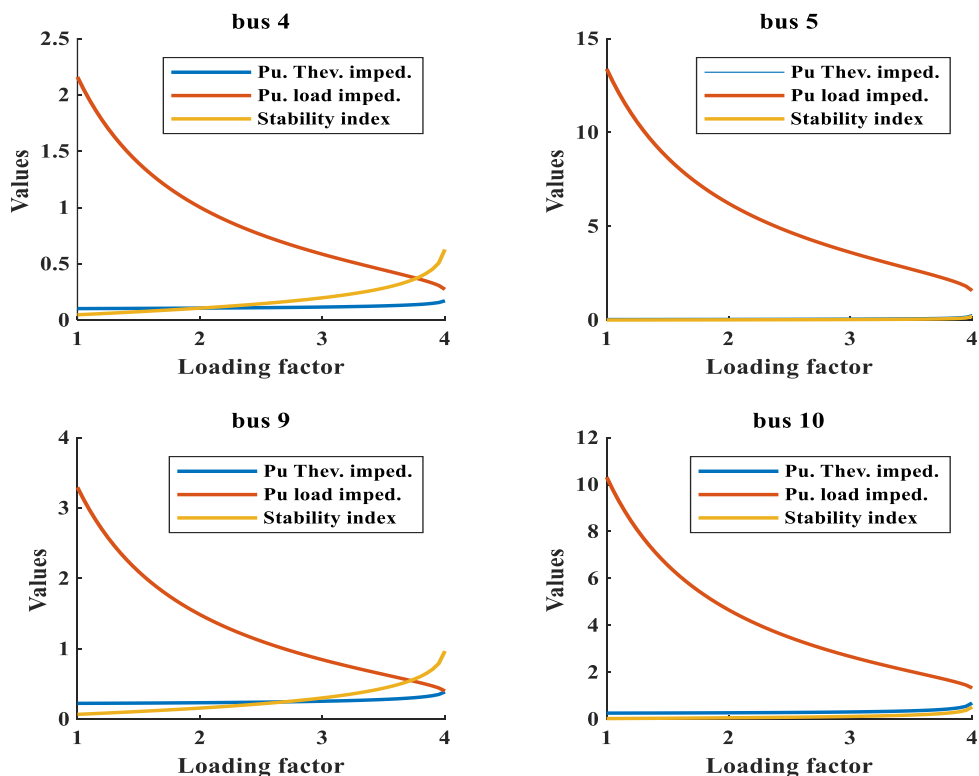 bus 4
2.5
2
1.5
1
0.5
0
Values
Pu. Thev. imped.
Pu. load imped.
Stability index
1 2 3 4
Loading factor
bus 5
15
10
5
0
Values
Pu Thev. imped.
Pu load imped.
Stability index
1 2 3 4
Loading factor
bus 9
4
3
2
1
0
Values
Pu Thev. imped.
Pu load imped.
Stability index
1 2 3 4
Loading factor
bus 10
12
10
8
6
4
2
0
Values
Pu. Thev. imped.
Pu. load imped.
Stability index
1 2 3 4
Loading factor